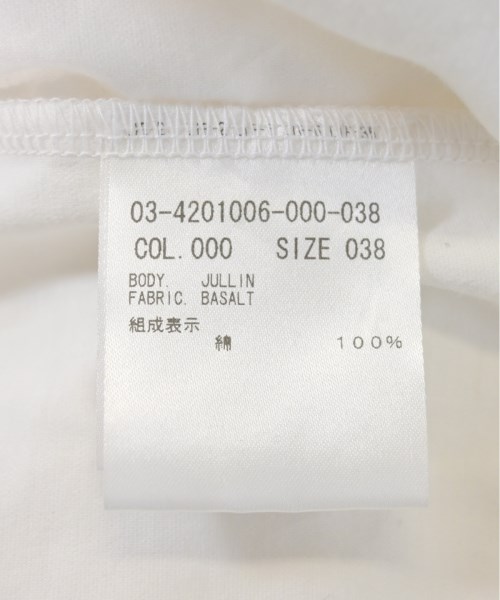 03-4201006-000-038
COL.000 SIZE 038
BODY. JULLIN
FABRIC. BASALT
組成表示
綿 100%